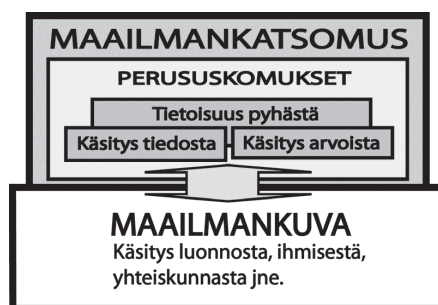 MAAILMANKATSOMUS
PERUSUSKOMUKSET
Tietoisuus pyhästä
Käsitys tiedosta Käsitys arvoista
MAAILMANKUVA
Käsitys luonnosta, ihmisestä,
yhteiskunnasta jne.